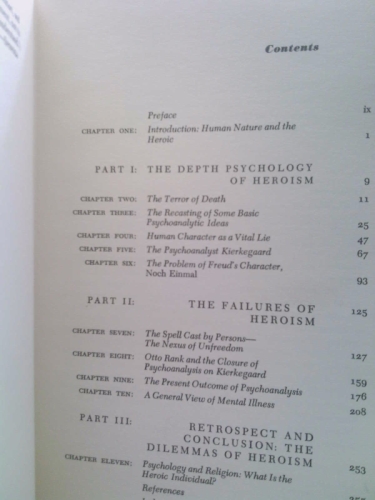 Contents
Preface ix
CHAPTER ONE: Introduction: Human Nature and the
Heroic 1
PART I: THE DEPTH PSYCHOLOGY
OF HEROISM 9
CHAPTER TWO: The Terror of Death 11
CHAPTER THREE: The Recasting of Some Basic
Psychoanalytic Ideas 25
CHAPTER FOUR: Human Character as a Vital Lie 47
CHAPTER FIVE: The Psychoanalyst Kierkegaard 67
CHAPTER SIX: The Problem of Freud's Character,
Noch Einmal 93
PART II: THE FAILURES OF
HEROISM 125
CHAPTER SEVEN: The Spell Cast by Persons—
The Nexus of Unfreedom 127
CHAPTER EIGHT: Otto Rank and the Closure of
Psychoanalysis on Kierkegaard 159
CHAPTER NINE: The Present Outcome of Psychoanalysis 176
CHAPTER TEN: A General View of Mental Illness 208
PART III: RETROSPECT AND
CONCLUSION: THE
DILEMMAS OF HEROISM 253
CHAPTER ELEVEN: Psychology and Religion: What Is the
Heroic Individual?
References